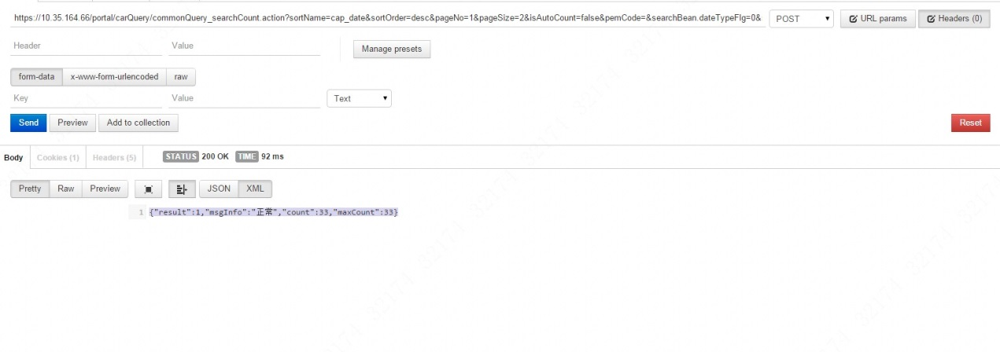 https://10.35.164.66/portal/carQuery/commonQuery_searchCount.action?sortName=cap_date&sortOrder=desc&pageNo=1&pageSize=2&isAutoCount=false&pemCode=&searchBean.dateTypeFlg=0& POST URL params Headers (0)
Header Value Manage presets
form-data x-www-form-urlencoded raw
Key Value Text
Send Preview Add to collection Reset
Body Cookies (1) Headers (5) STATUS 200 OK TIME 92 ms
Pretty Raw Preview JSON XML
1 {"result":1,"msgInfo":"正常","count":33,"maxCount":33}
32174 32174 32174